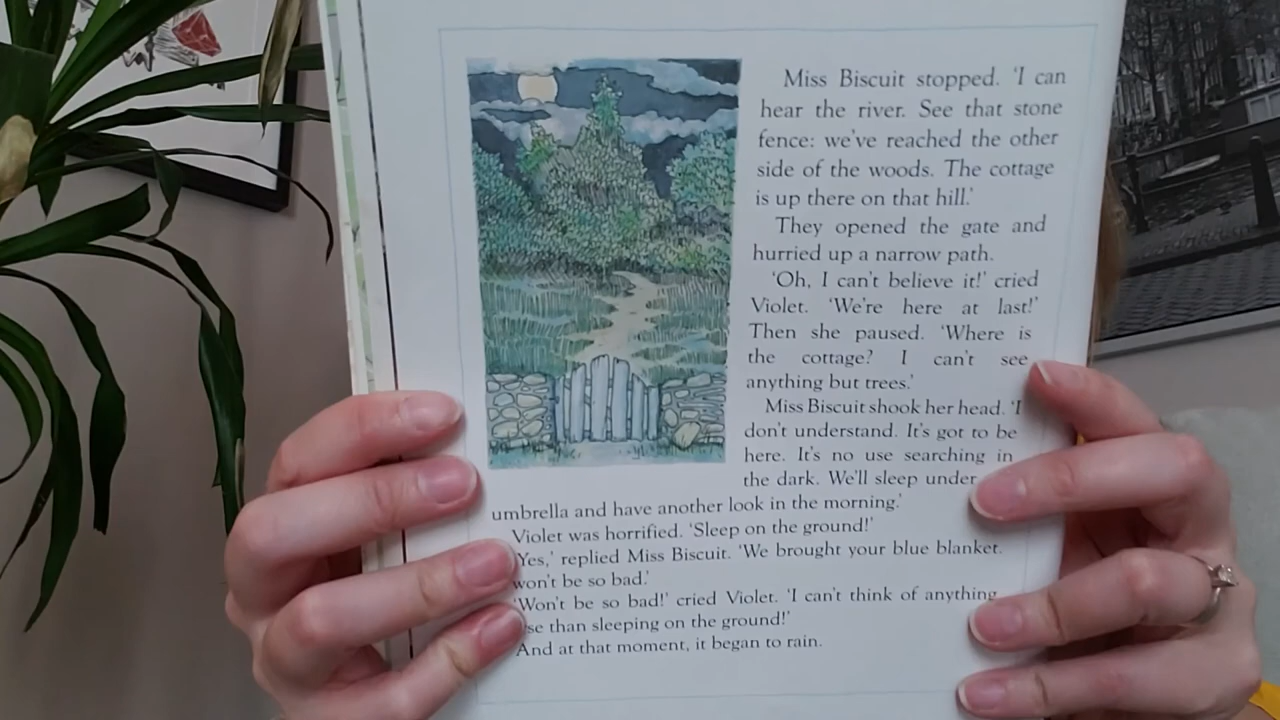 Miss Biscuit stopped. 'I can
hear the river. See that stone
fence: we've reached the other
side of the woods. The cottage
is up there on that hill.'
They opened the gate and
hurried up a narrow path.
'Oh, I can't believe it!' cried
Violet. 'We're here at last!'
Then she paused. 'Where is
the cottage? I can't see
anything but trees.'
Miss Biscuit shook her head. 'I
don't understand. It's got to be
here. It's no use searching in
the dark. We'll sleep under
umbrella and have another look in the morning.'
Violet was horrified. 'Sleep on the ground!'
Yes,' replied Miss Biscuit. 'We brought your blue blanket.
won't be so bad.'
'Won't be so bad!' cried Violet. 'I can't think of anything
se than sleeping on the ground!'
And at that moment, it began to rain.